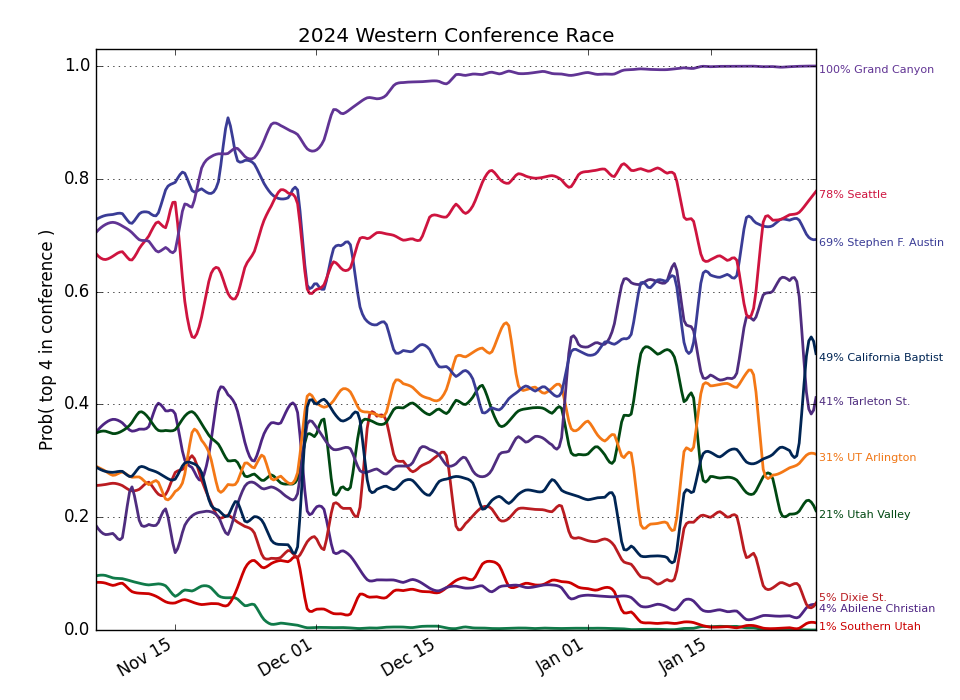 2024 Western Conference Race
1.0
0.8
0.6
0.4
0.2
0.0
Prob( top 4 in conference )
Nov 15
Dec 01
Dec 15
Jan 01
Jan 15
100% Grand Canyon
78% Seattle
69% Stephen F. Austin
49% California Baptist
41% Tarleton St.
31% UT Arlington
21% Utah Valley
5% Dixie St.
4% Abilene Christian
1% Southern Utah